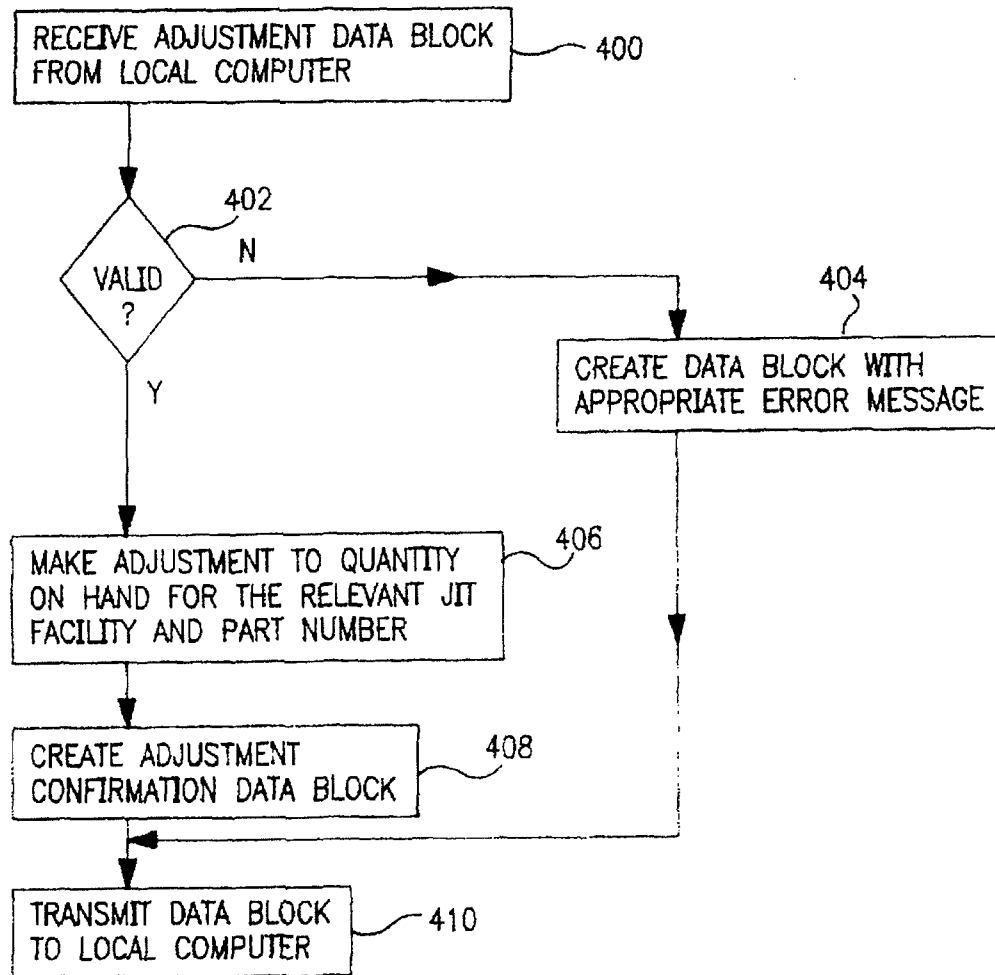 RECEIVE ADJUSTMENT DATA BLOCK
FROM LOCAL COMPUTER
400
402
VALID
?
N
Y
404
CREATE DATA BLOCK WITH
APPROPRIATE ERROR MESSAGE
406
MAKE ADJUSTMENT TO QUANTITY
ON HAND FOR THE RELEVANT JIT
FACILITY AND PART NUMBER
408
CREATE ADJUSTMENT
CONFIRMATION DATA BLOCK
TRANSMIT DATA BLOCK
TO LOCAL COMPUTER
410